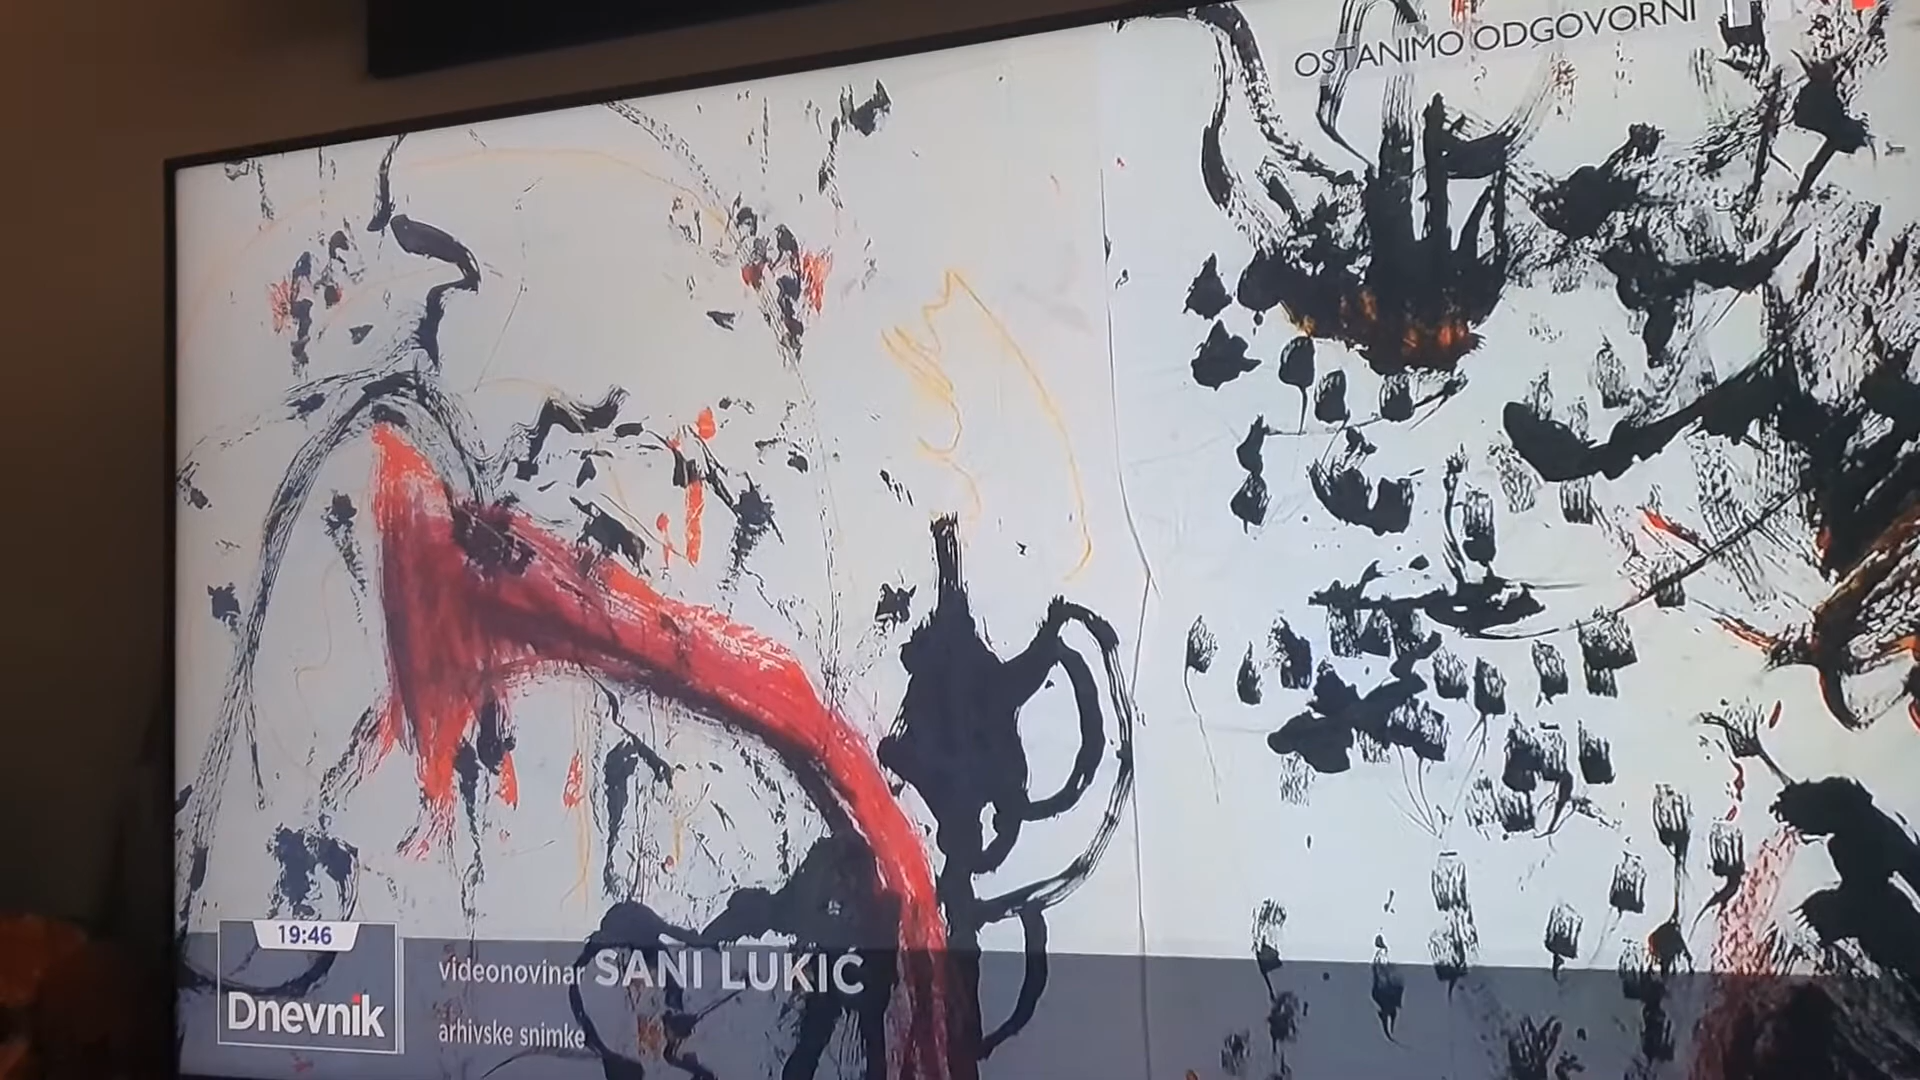 OSTANIMO ODGOVORNI
19:46
Dnevnik
videonovinar SANI LUKIĆ
arhivske snimke